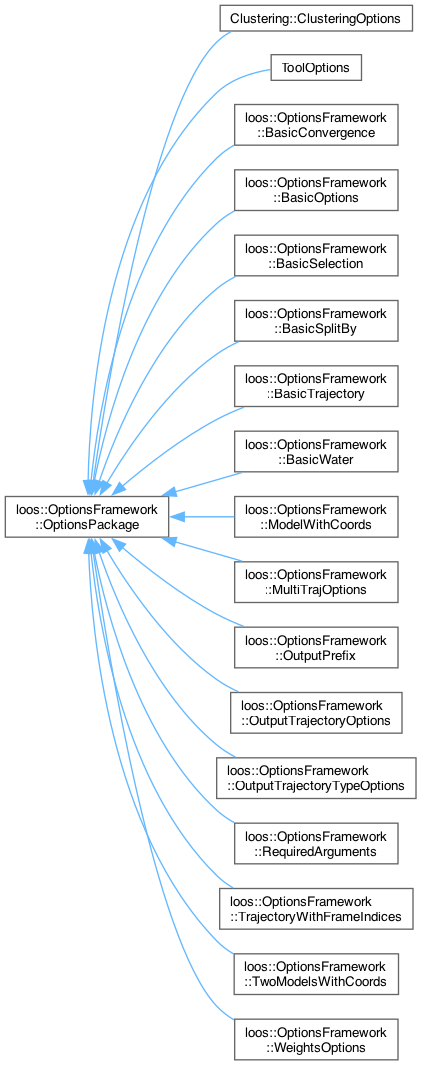 Clustering::ClusteringOptions
ToolOptions
loos::OptionsFramework
::BasicConvergence
loos::OptionsFramework
::BasicOptions
loos::OptionsFramework
::BasicSelection
loos::OptionsFramework
::BasicSplitBy
loos::OptionsFramework
::BasicTrajectory
loos::OptionsFramework
::BasicWater
loos::OptionsFramework
::OptionsPackage
loos::OptionsFramework
::ModelWithCoords
loos::OptionsFramework
::MultiTrajOptions
loos::OptionsFramework
::OutputPrefix
loos::OptionsFramework
::OutputTrajectoryOptions
loos::OptionsFramework
::OutputTrajectoryTypeOptions
loos::OptionsFramework
::RequiredArguments
loos::OptionsFramework
::TrajectoryWithFrameIndices
loos::OptionsFramework
::TwoModelsWithCoords
loos::OptionsFramework
::WeightsOptions